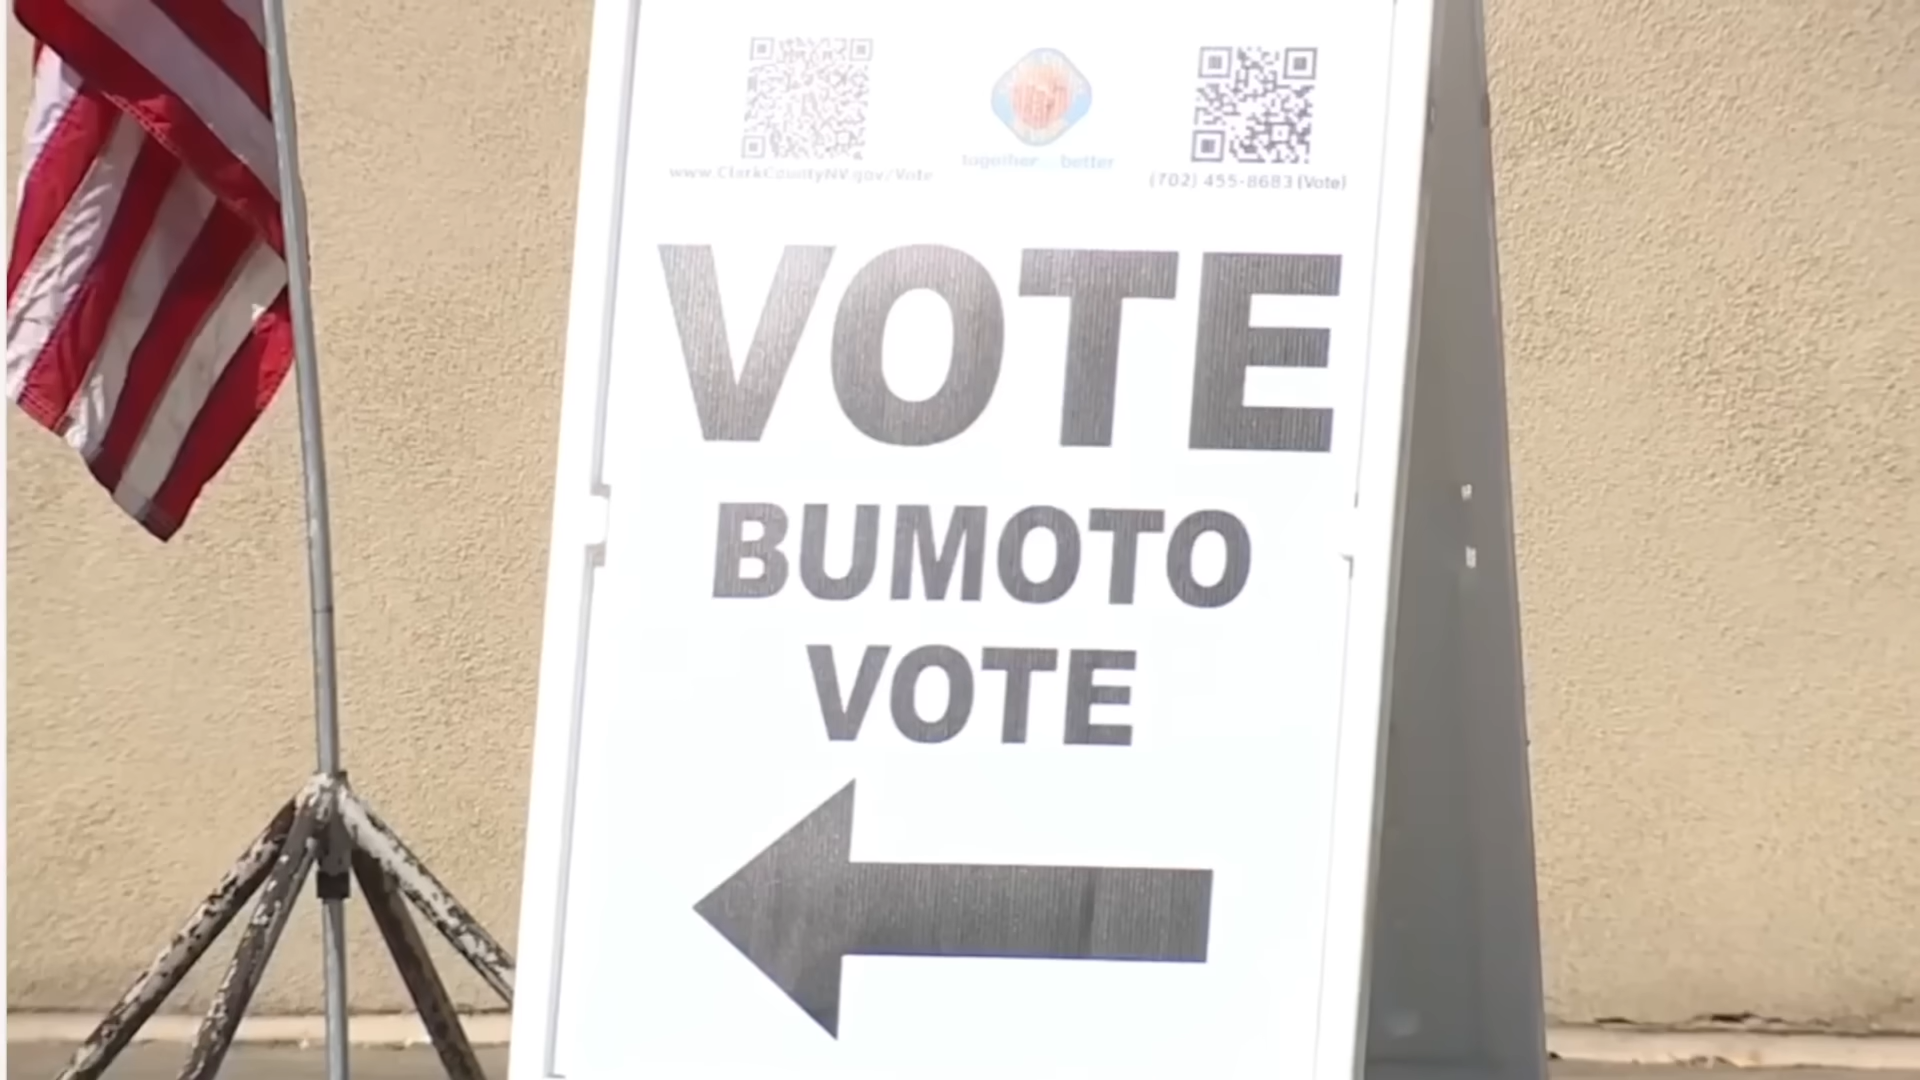 www.ClarkCountyNV.gov/Vote
together better
(702) 455-8683 (Vote)
VOTE
BUMOTO
VOTE